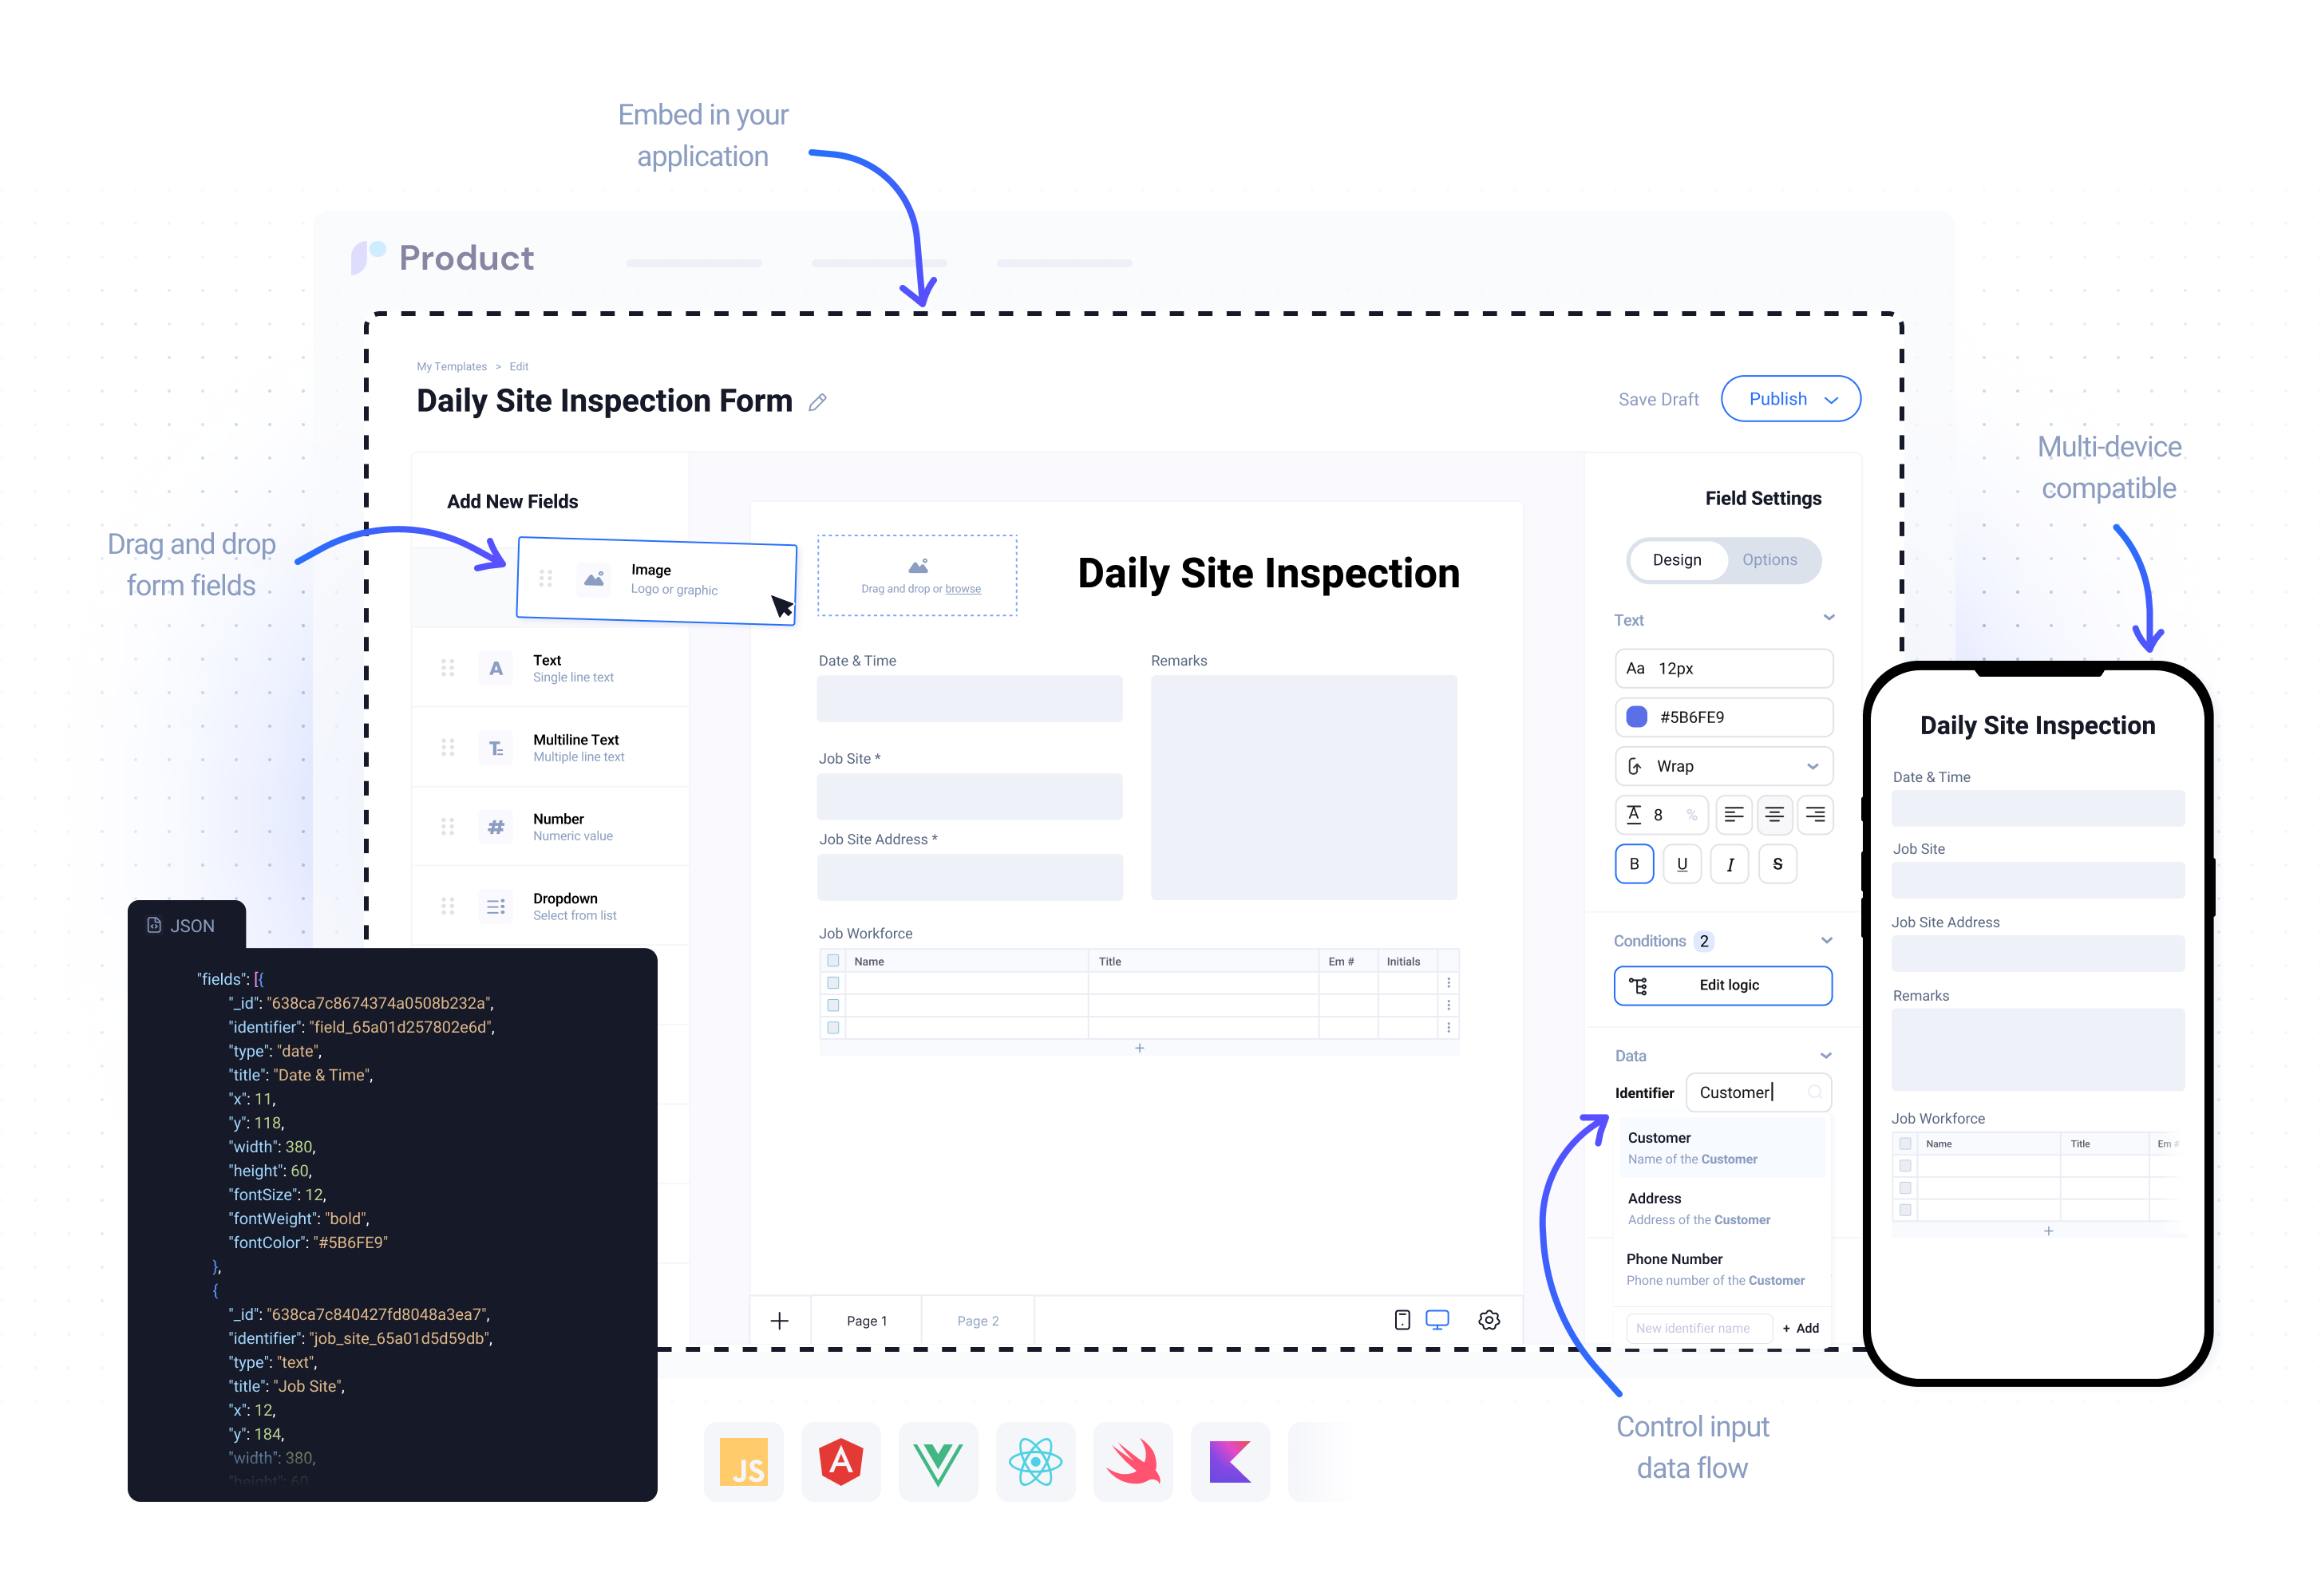 Embed in your
application
Product
My Templates > Edit
Daily Site Inspection Form
Save Draft
Publish
Multi-device
compatible
Drag and drop
form fields
Add New Fields
Image
Logo or graphic
Text
Single line text
Multiline Text
Multiple line text
Number
Numeric value
Dropdown
Select from list
Drag and drop or browse
Daily Site Inspection
Date & Time
Remarks
Job Site *
Job Site Address *
Job Workforce
Name Title Em # Initials
+
Page 1
Page 2
Field Settings
Design Options
Text
Aa 12px
#5B6FE9
Wrap
A 8 %
B U I S
Conditions 2
Edit logic
Data
Identifier Customer
Customer
Name of the Customer
Address
Address of the Customer
Phone Number
Phone number of the Customer
New identifier name + Add
Daily Site Inspection
Date & Time
Job Site
Job Site Address
Remarks
Job Workforce
Name Title Em #
+
JSON
"fields": [{
"_id": "638ca7c8674374a0508b232a",
"identifier": "field_65a01d257802e6d",
"type": "date",
"title": "Date & Time",
"x": 11,
"y": 118,
"width": 380,
"height": 60,
"fontSize": 12,
"fontWeight": "bold",
"fontColor": "#5B6FE9"
},
{
"_id": "638ca7c840427fd8048a3ea7",
"identifier": "job_site_65a01d5d59db",
"type": "text",
"title": "Job Site",
"x": 12,
"y": 184,
"width": 380,
"height": 60
JS
A
Control input
data flow